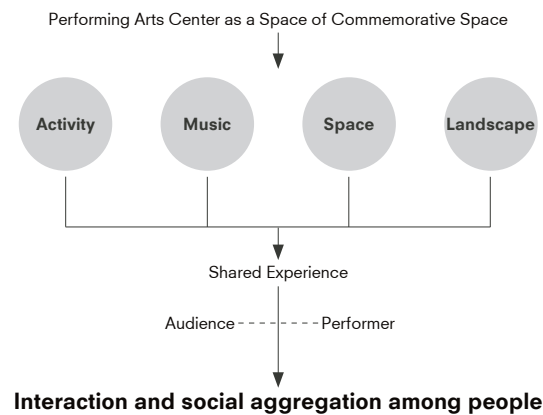 Performing Arts Center as a Space of Commemorative Space
Activity
Music
Space
Landscape
Shared Experience
Audience
Performer
Interaction and social aggregation among people